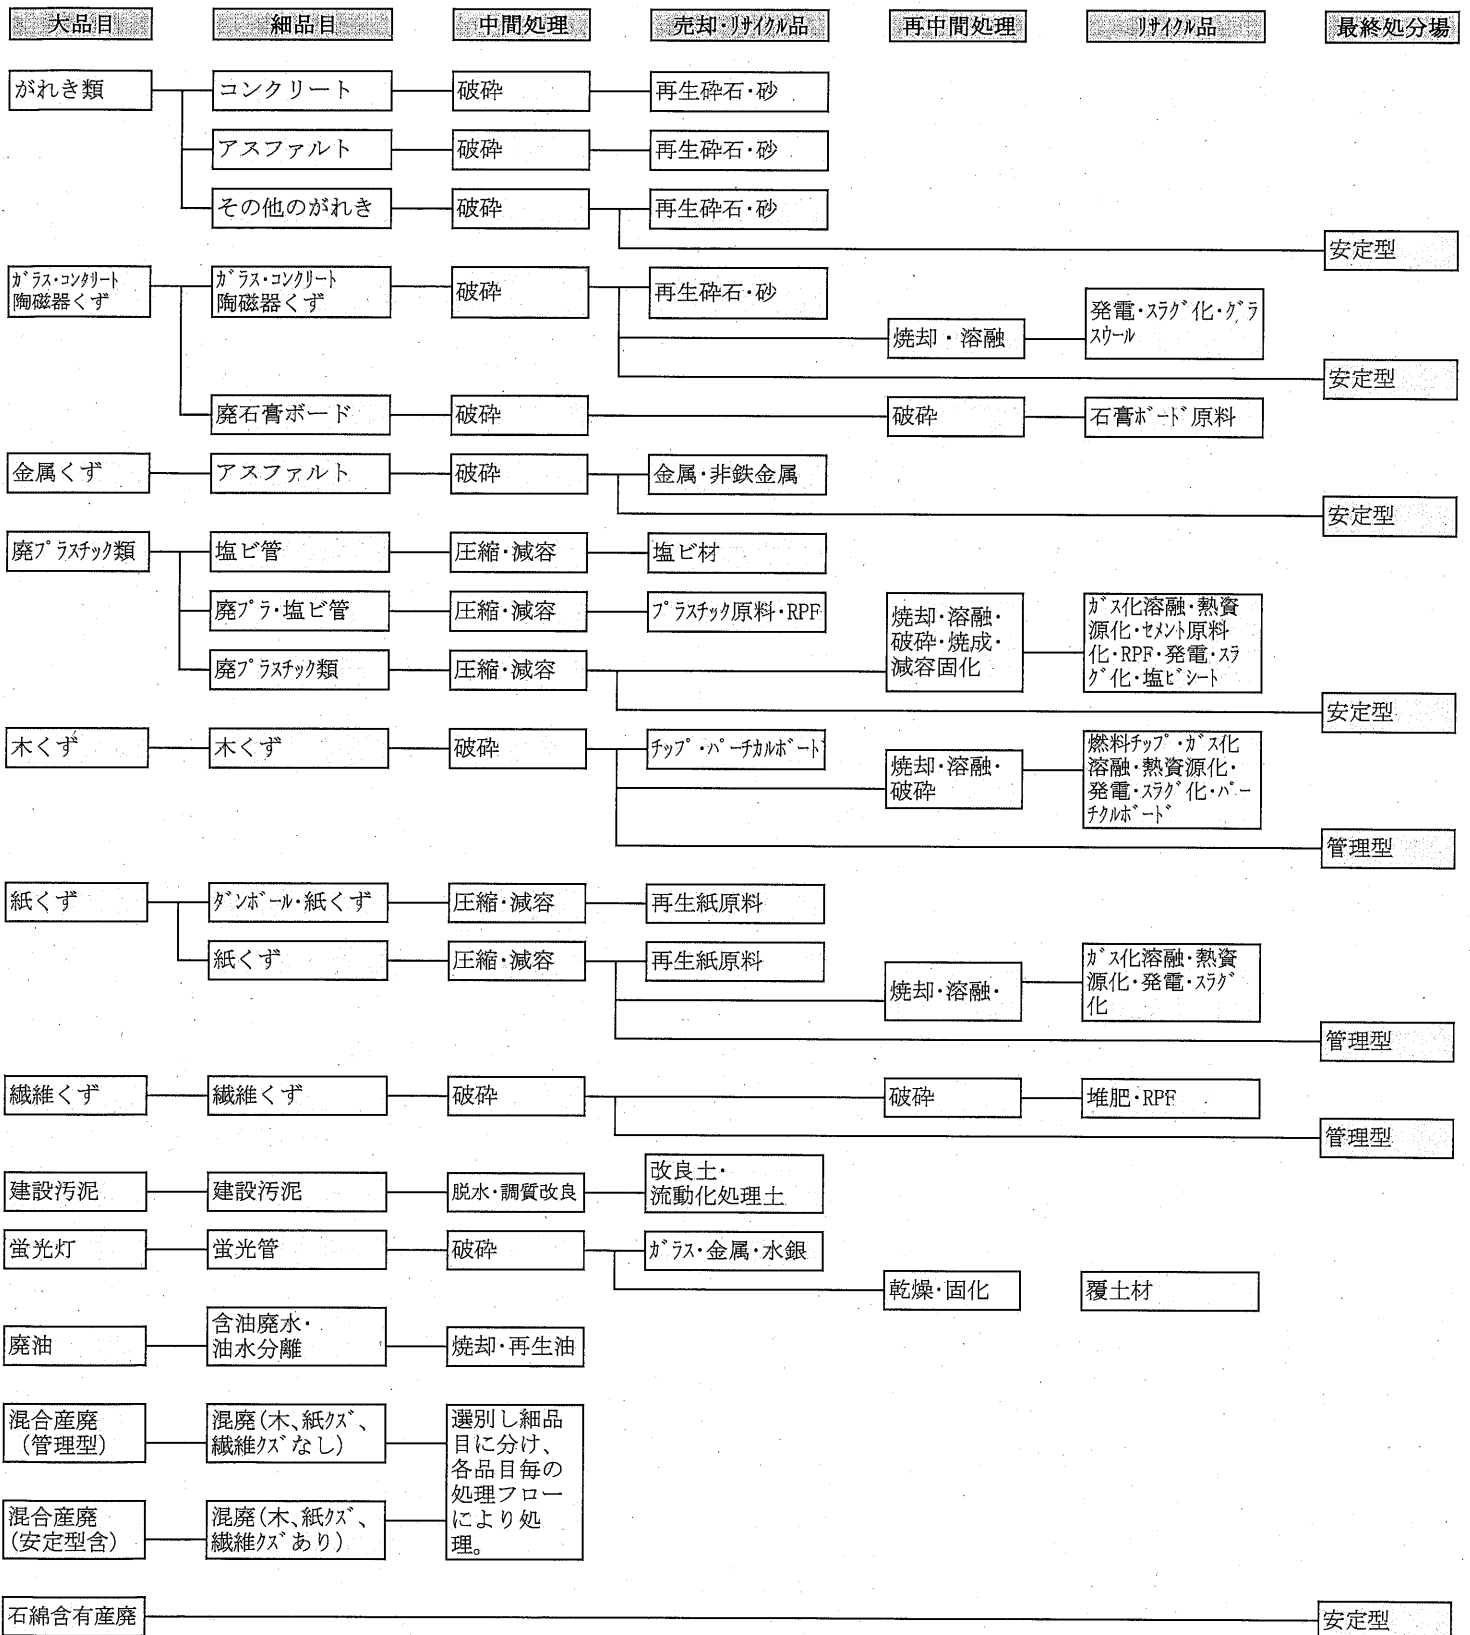 大品目 細品目 中間処理 売却・リサイクル品 再中間処理 リサイクル品 最終処分場
がれき類 コンクリート 破砕 再生砕石・砂
アスファルト 破砕 再生砕石・砂
その他のがれき 破砕 再生砕石・砂
安定型
ガラス・コンタリート
陶磁器くず
ガラス・コンクリート
陶磁器くず
破砕 再生砕石・砂
焼却・溶融
発電・スラグ化・グラ
スウール
安定型
廃石膏ボード 破砕 破砕 石膏ボード原料
金属くず アスファルト 破砕 金属・非鉄金属
安定型
廃プラスチック類 塩ビ管 圧縮・減容 塩ビ材
廃プラ・塩ビ管 圧縮・減容 プラスチック原料・RPF
廃プラスチック類 圧縮・減容
焼却・溶融・
破砕・焼成・
減容固化
ガス化溶融・熱資
源化・セメント原料
化・RPF・発電・スラ
グ化・塩ビシート
安定型
木くず 木くず 破砕 チップ・パーチカルボード
焼却・溶融・
破砕
燃料チップ・ガス化
溶融・熱資源化・
発電・スラグ化・パー
チクルボード
管理型
紙くず ダンボール・紙くず 圧縮・減容 再生紙原料
紙くず 圧縮・減容 再生紙原料
焼却・溶融・
ガス化溶融・熱資
源化・発電・スラグ
化
管理型
繊維くず 繊維くず 破砕 破砕 堆肥・RPF
管理型
建設汚泥 建設汚泥 脱水・調質改良
改良土・
流動化処理土
蛍光灯 蛍光管 破砕 ガラス・金属・水銀
乾燥・固化 覆土材
廃油
含油廃水・
油水分離
焼却・再生油
混合産廃
（管理型）
混廃(木、紙クズ、
繊維クズなし)
選別し細品
目に分け、
各品目毎の
処理フロー
により処
理。
混合産廃
(安定型含)
混廃(木、紙クズ、
繊維クズあり)
石綿含有産廃 安定型